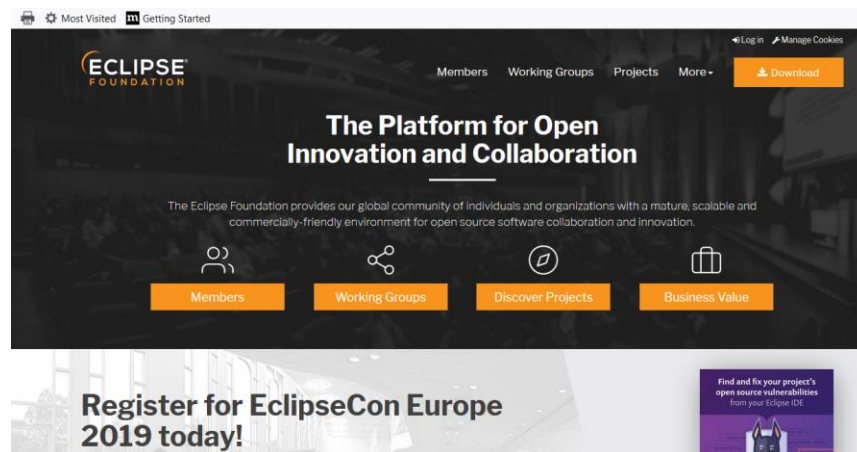 Most Visited m Getting Started
Log in Manage Cookies
ECLIPSE
FOUNDATION
Members Working Groups Projects More Download
The Platform for Open
Innovation and Collaboration
The Eclipse Foundation provides our global community of individuals and organizations with a mature, scalable and
commercially-friendly environment for open source software collaboration and innovation.
Members Working Groups Discover Projects Business Value
Register for EclipseCon Europe
2019 today!
Find and fix your project's
open source vulnerabilities
from your Eclipse IDE